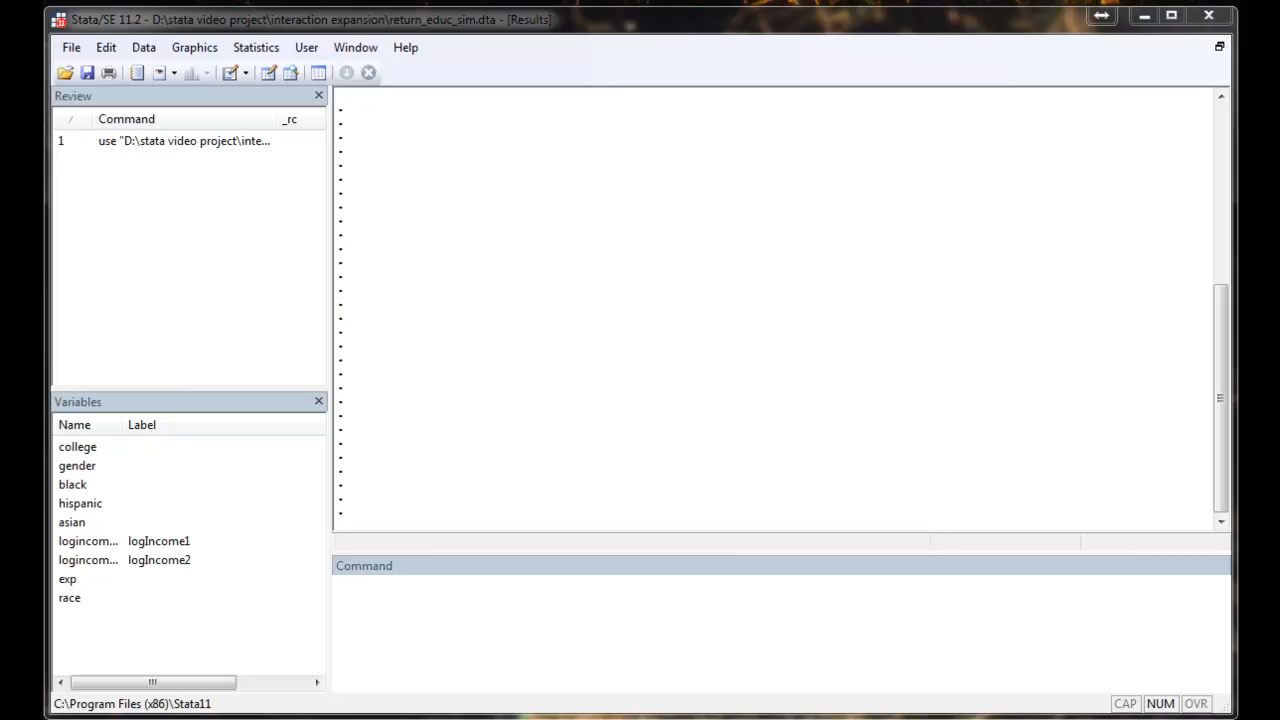 Stata/SE 11.2 - D:\stata video project\interaction expansion\return_educ_sim.dta - [Results]
File Edit Data Graphics Statistics User Window Help
Review
/ Command _rc
1 use "D:\stata video project\inte...
Variables
Name Label
college
gender
black
hispanic
asian
logincom... logIncome1
logincom... logIncome2
exp
race
Command
C:\Program Files (x86)\Stata11
CAP NUM OVR